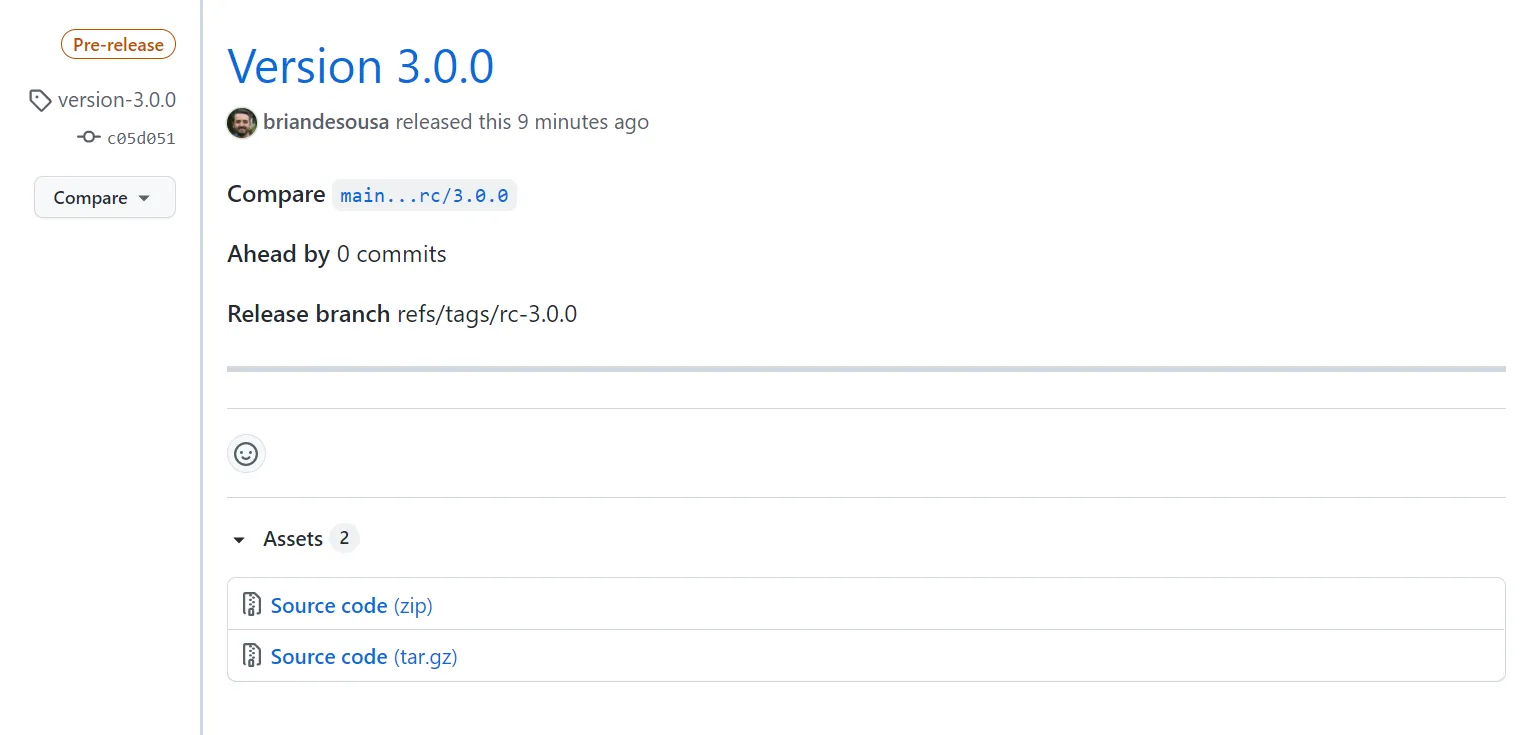 Pre-release
version-3.0.0
c05d051
Compare
Version 3.0.0
briandesousa released this 9 minutes ago
Compare main...rc/3.0.0
Ahead by 0 commits
Release branch refs/tags/rc-3.0.0
Assets 2
Source code (zip)
Source code (tar.gz)